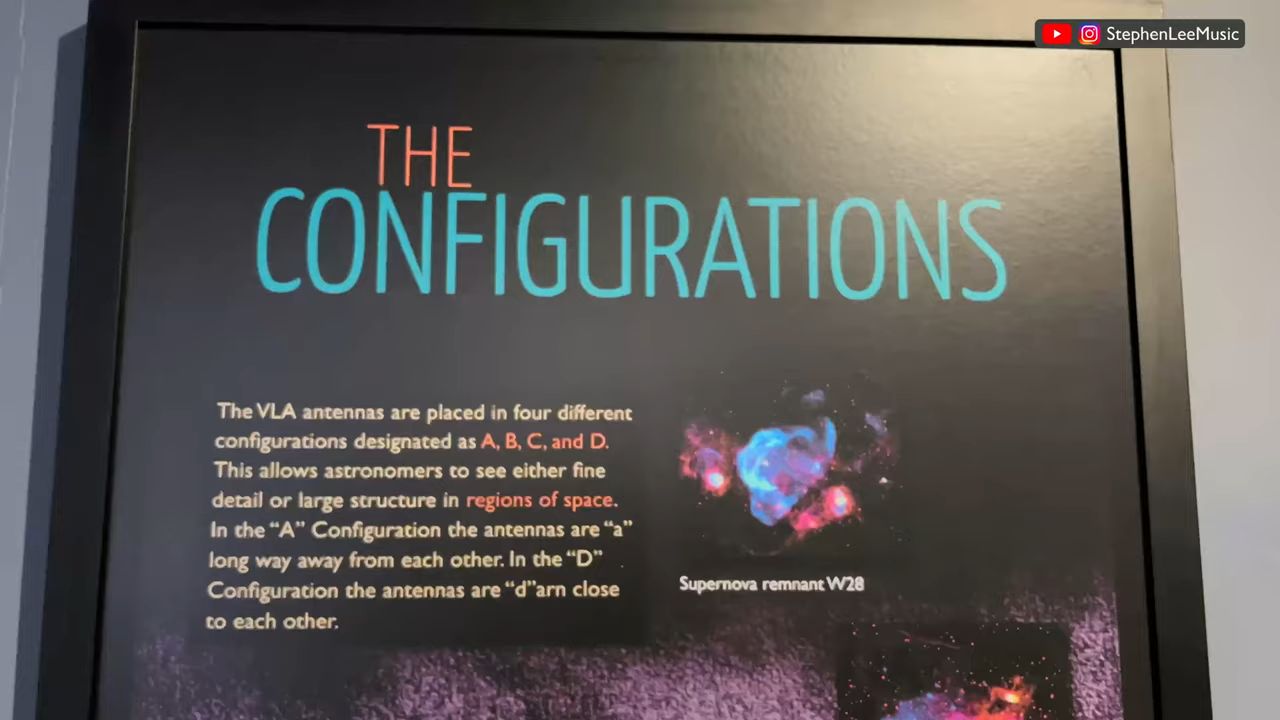 StephenLeeMusic
THE
CONFIGURATIONS
The VLA antennas are placed in four different
configurations designated as A, B, C, and D.
This allows astronomers to see either fine
detail or large structure in regions of space.
In the “A” Configuration the antennas are “a”
long way away from each other. In the “D”
Configuration the antennas are “d”arn close
to each other.
Supernova remnant W28